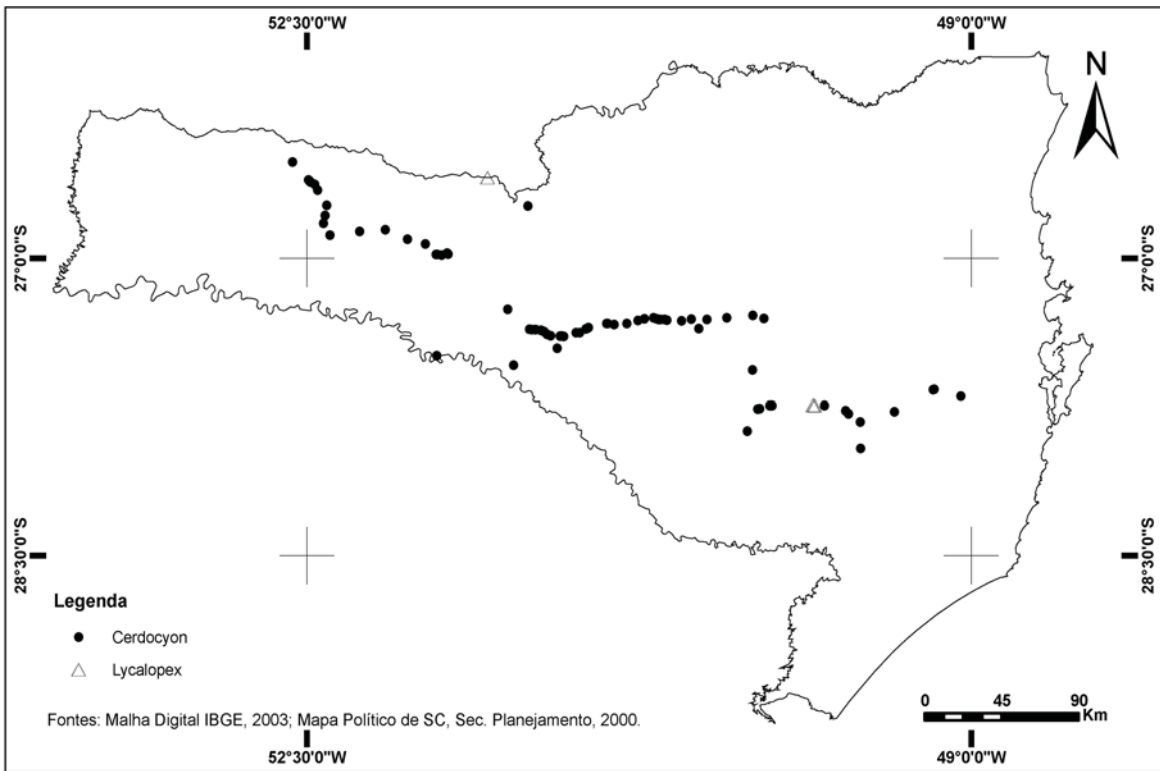 52°30'0"W 49°0'0"W
N
27°0'0"S 27°0'0"S
28°30'0"S 28°30'0"S
Legenda
Cerdocyon
Lycalopex
0 45 90
Km
Fontes: Malha Digital IBGE, 2003; Mapa Político de SC, Sec. Planejamento, 2000.
52°30'0"W 49°0'0"W